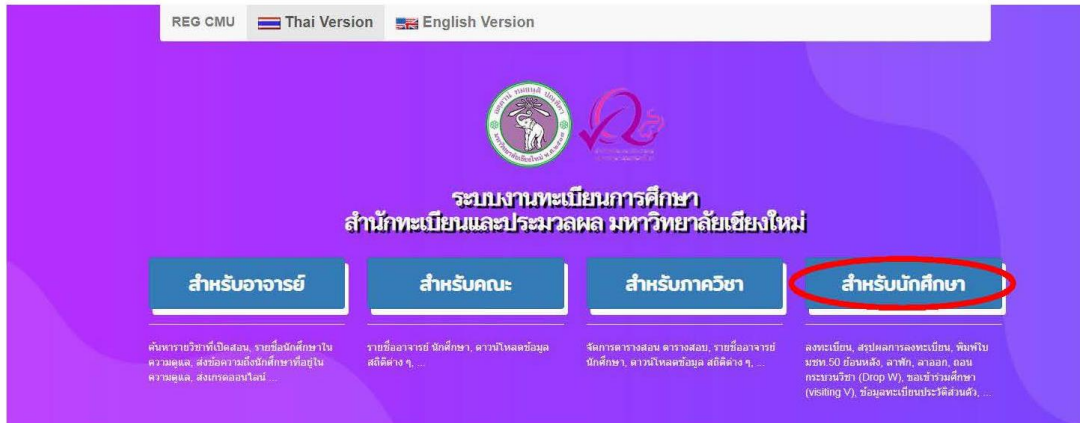 REG CMU Thai Version English Version
ระบบงานทะเบียนการศึกษา
สำนักทะเบียนและประมวลผล มหาวิทยาลัยเชียงใหม่
สำหรับอาจารย์
ค้นหารายวิชาที่เปิดสอน, รายชื่อนักศึกษาใน
ความดูแล, ส่งข้อความถึงนักศึกษาที่อยู่ใน
ความดูแล, ส่งเกรดออนไลน์ ...
สำหรับคณะ
รายชื่ออาจารย์ นักศึกษา, ดาวน์โหลดข้อมูล
สถิติต่าง ๆ, ...
สำหรับภาควิชา
จัดการตารางสอน ตารางสอบ, รายชื่ออาจารย์
นักศึกษา, ดาวน์โหลดข้อมูล สถิติต่าง ๆ, ...
สำหรับนักศึกษา
ลงทะเบียน, สรุปผลการลงทะเบียน, พิมพ์ใบ
มชท.50 ย้อนหลัง, ลาพัก, ลาออก, ถอน
กระบวนวิชา (Drop W), ขอเข้าร่วมศึกษา
(visiting V), ข้อมูลทะเบียนประวัติส่วนตัว, ...